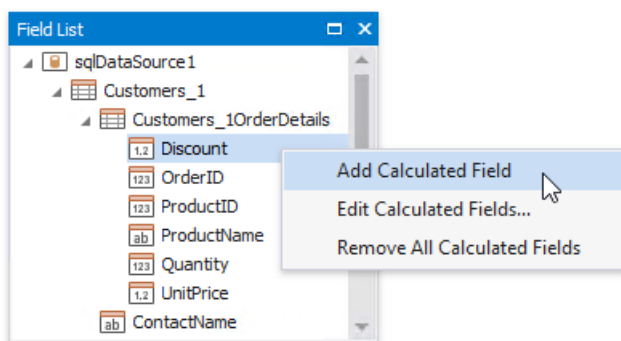 Field List
sqlDataSource1
Customers_1
Customers_1OrderDetails
1,2 Discount
123 OrderID
123 ProductID
ab ProductName
123 Quantity
1,2 UnitPrice
ab ContactName
Add Calculated Field
Edit Calculated Fields...
Remove All Calculated Fields